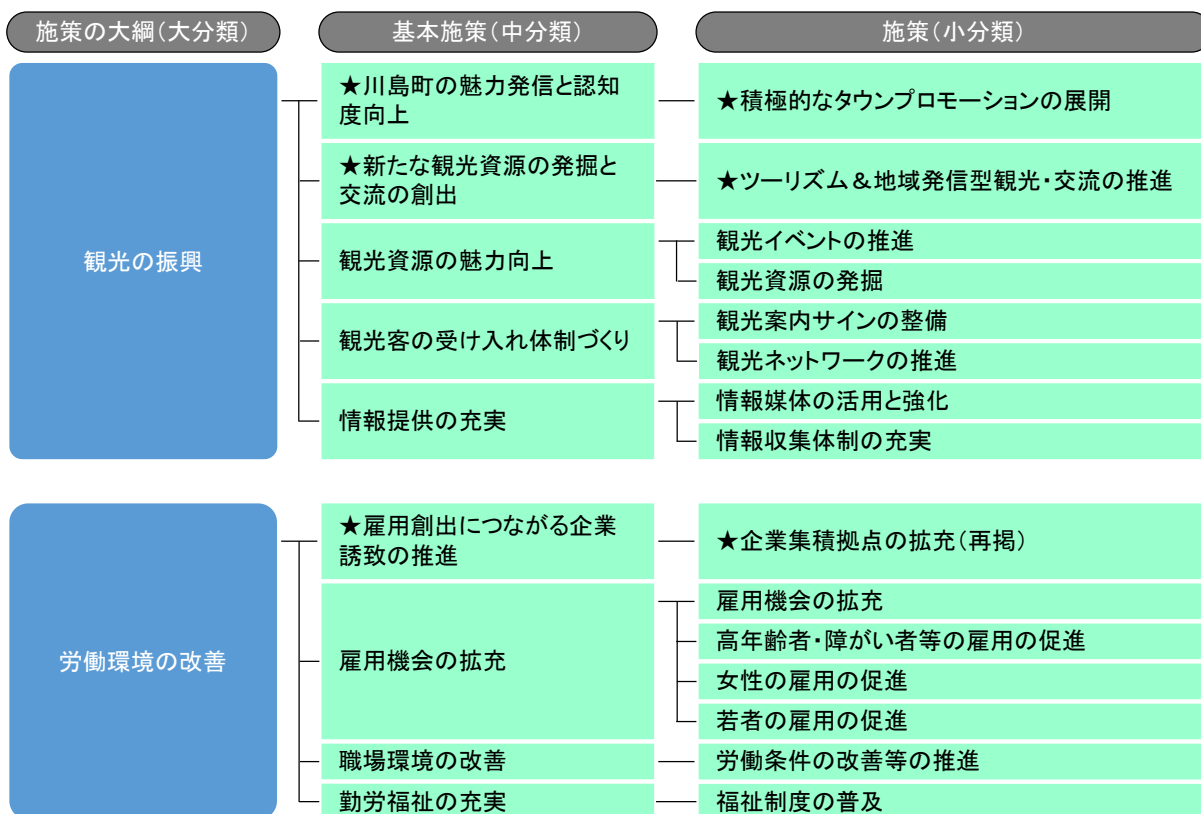 施策の大綱(大分類)
基本施策(中分類)
施策(小分類)
観光の振興
★川島町の魅力発信と認知
度向上
★積極的なタウンプロモーションの展開
★新たな観光資源の発掘と
交流の創出
★ツーリズム&地域発信型観光・交流の推進
観光資源の魅力向上
観光イベントの推進
観光資源の発掘
観光客の受け入れ体制づくり
観光案内サインの整備
観光ネットワークの推進
情報提供の充実
情報媒体の活用と強化
情報収集体制の充実
労働環境の改善
★雇用創出につながる企業
誘致の推進
★企業集積拠点の拡充(再掲)
雇用機会の拡充
雇用機会の拡充
高年齢者・障がい者等の雇用の促進
女性の雇用の促進
若者の雇用の促進
職場環境の改善
労働条件の改善等の推進
勤労福祉の充実
福祉制度の普及